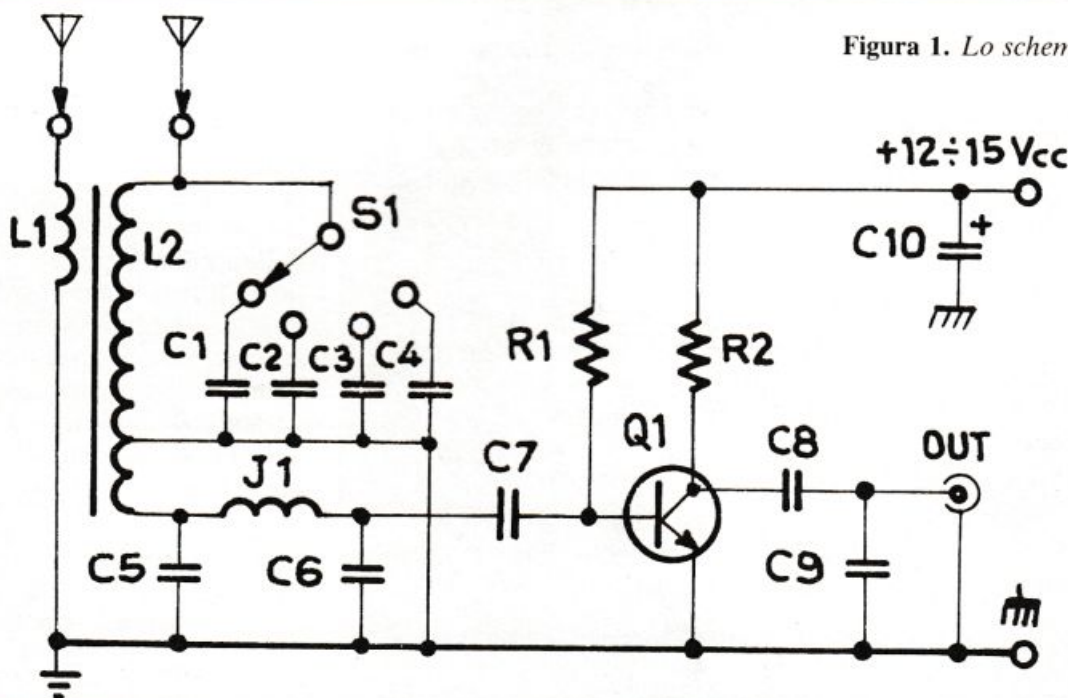 Figura 1. Lo schem
+12÷15 Vcc
S1
L1
L2
C10
+
C1
C2
C3
C4
R1
R2
Q1
J1
C7
C8
OUT
C5
C6
C9